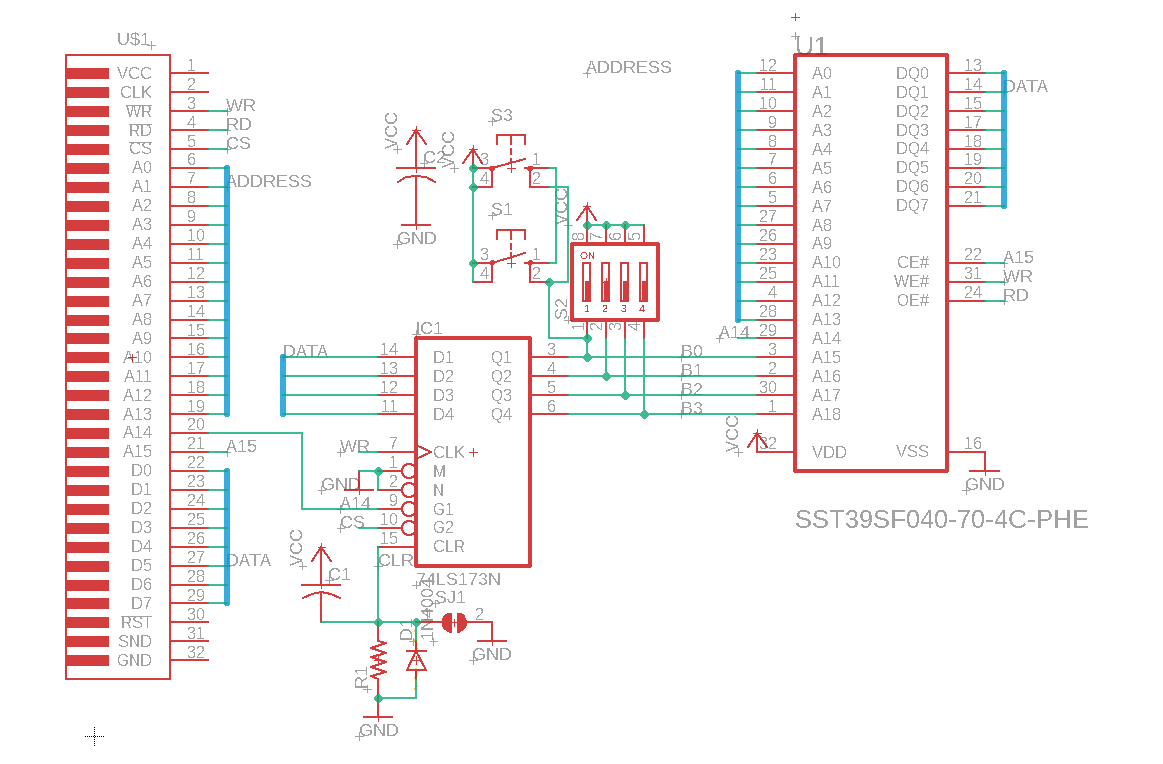 U$1
VCC 1
CLK 2
WR 3 WR
RD 4 RD
CS 5 CS
A0 6
A1 7 ADDRESS
A2 8
A3 9
A4 10
A5 11
A6 12
A7 13
A8 14
A9 15
A10 16
A11 17
A12 18
A13 19
A14 20
A15 21 A15
D0 22
D1 23
D2 24
D3 25
D4 26
D5 27 DATA
D6 28
D7 29
RST 30
SND 31
GND 32
VCC
C2
GND
VCC
S3
3 1
4 2
S1
3 1
4 2
ADDRESS
VCC
8 7 6 5
ON
1 2 3 4
S2
1 2 3 4
IC1
DATA 14 D1 Q1 3 B0
13 D2 Q2 4 B1
12 D3 Q3 5 B2
11 D4 Q4 6 B3
WR 7 CLK
1 M
GND 2 N
A14 9 G1
CS 10 G2
15 CLR
CLR
74LS173N
VCC
C1
1N4004
SJ1
2
GND
D1
R1
GND
U1
12 A0 DQ0 13
11 A1 DQ1 14 DATA
10 A2 DQ2 15
9 A3 DQ3 17
8 A4 DQ4 18
7 A5 DQ5 19
6 A6 DQ6 20
5 A7 DQ7 21
27 A8
26 A9
23 A10 CE# 22 A15
25 A11 WE# 31 WR
4 A12 OE# 24 RD
28 A13
A14 29 A14
3 A15
2 A16
30 A17
1 A18
VCC
32 VDD VSS 16
GND
SST39SF040-70-4C-PHE